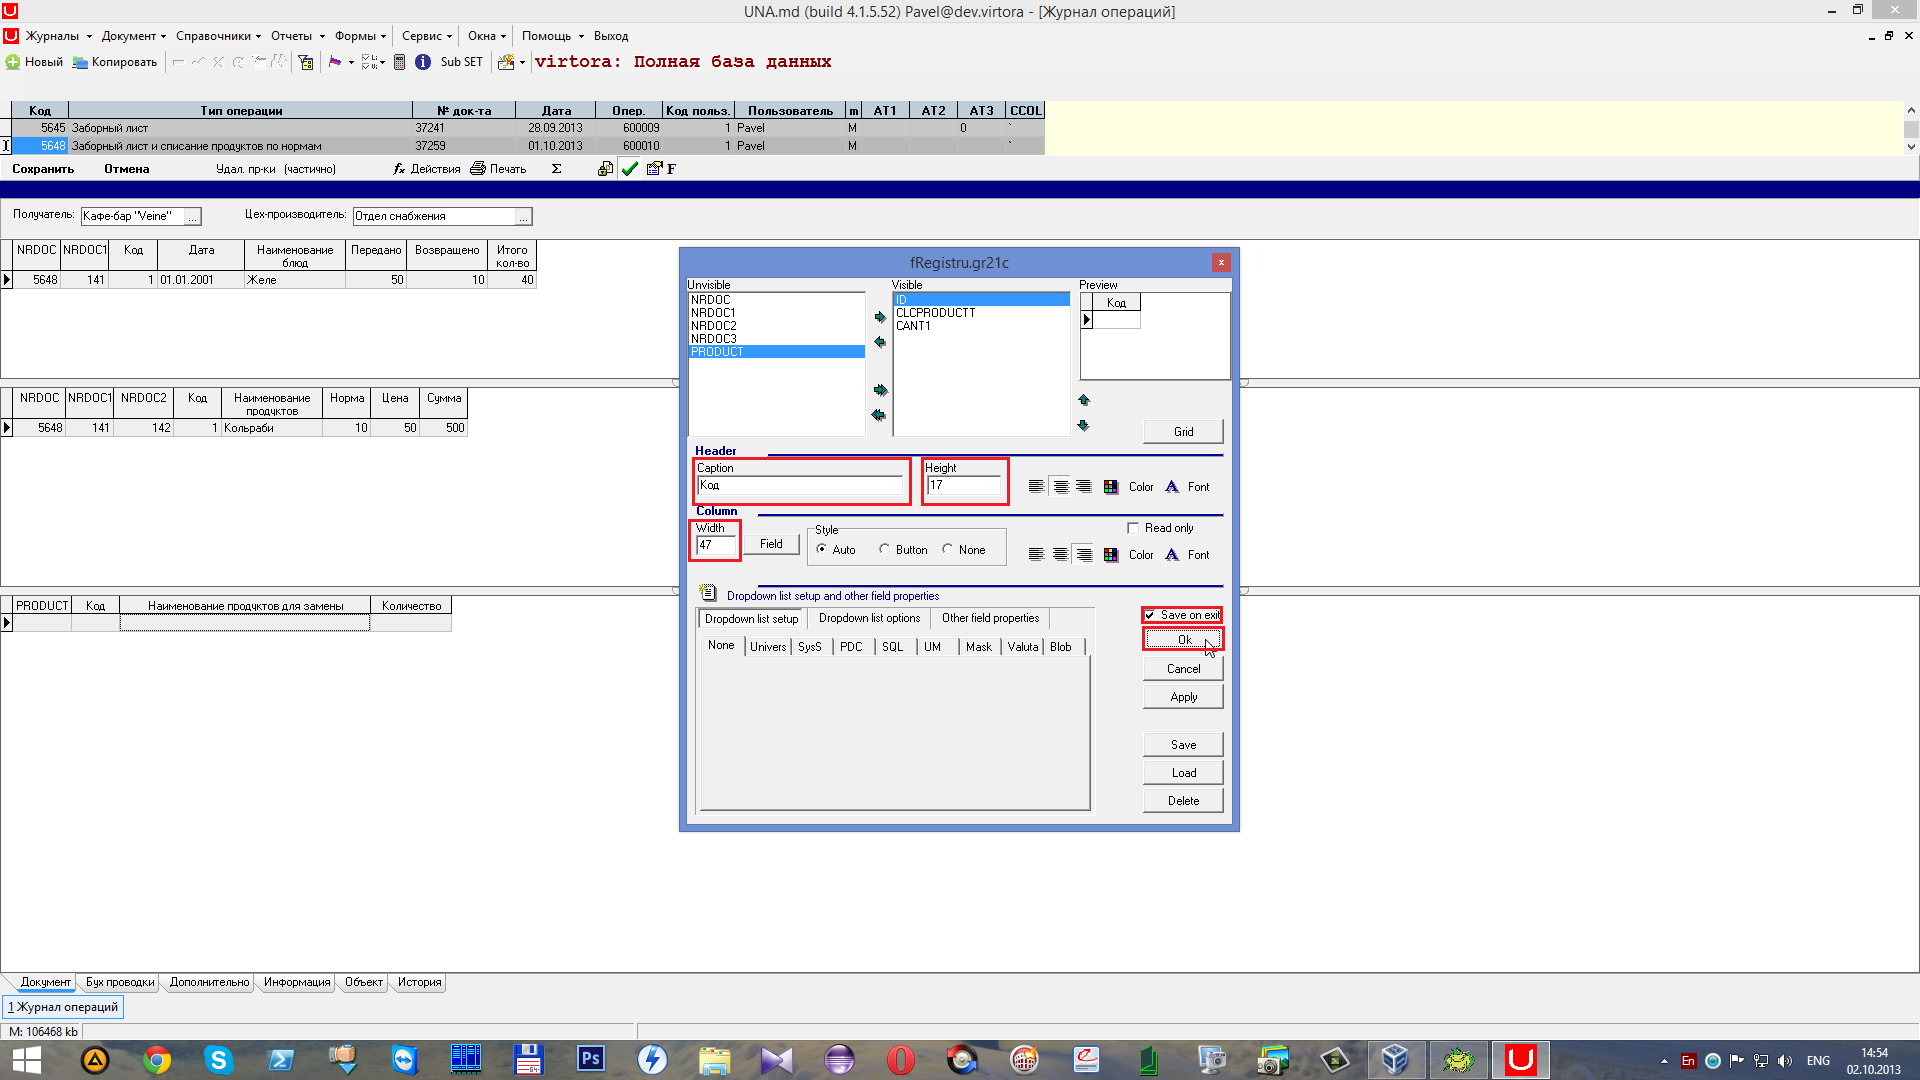 UNA.md (build 4.1.5.52) Pavel@dev.virtora - [Журнал операций]
Журналы Документ Справочники Отчеты Формы Сервис Окна Помощь Выход
Новый Копировать Sub SET virtora: Полная база данных
Код Тип операции № док-та Дата Опер. Код польз. Пользователь m АТ1 АТ2 АТ3 CCOL
5645 Заборный лист 37241 28.09.2013 600009 1 Pavel М 0 `
5648 Заборный лист и списание продуктов по нормам 37259 01.10.2013 600010 1 Pavel М `
Сохранить Отмена Удал. пр-ки (частично) fx Действия Печать Σ F
Получатель: Кафе-бар "Veine" ... Цех-производитель: Отдел снабжения ...
NRDOC NRDOC1 Код Дата Наименование блюд Передано Возвращено Итого кол-во
5648 141 1 01.01.2001 Желе 50 10 40
NRDOC NRDOC1 NRDOC2 Код Наименование продуктов Норма Цена Сумма
5648 141 142 1 Кольраби 10 50 500
PRODUCT Код Наименование продуктов для замены Количество
fRegistru.gr21c x
Unvisible Visible Preview
NRDOC
NRDOC1
NRDOC2
NRDOC3
PRODUCT
ID
CLCPRODUCTT
CANT1
Код
Grid
Header
Caption Height
Код 17 Color Font
Column
Width Style Read only
47 Field Auto Button None Color Font
Dropdown list setup and other field properties
Dropdown list setup Dropdown list options Other field properties
None Univers SysS PDC SQL UM Mask Valuta Blob
Save on exit
Ok
Cancel
Apply
Save
Load
Delete
Документ Бух проводки Дополнительно Информация Объект История
1 Журнал операций
M: 106468 kb
64 Ps En ENG 14:54
02.10.2013